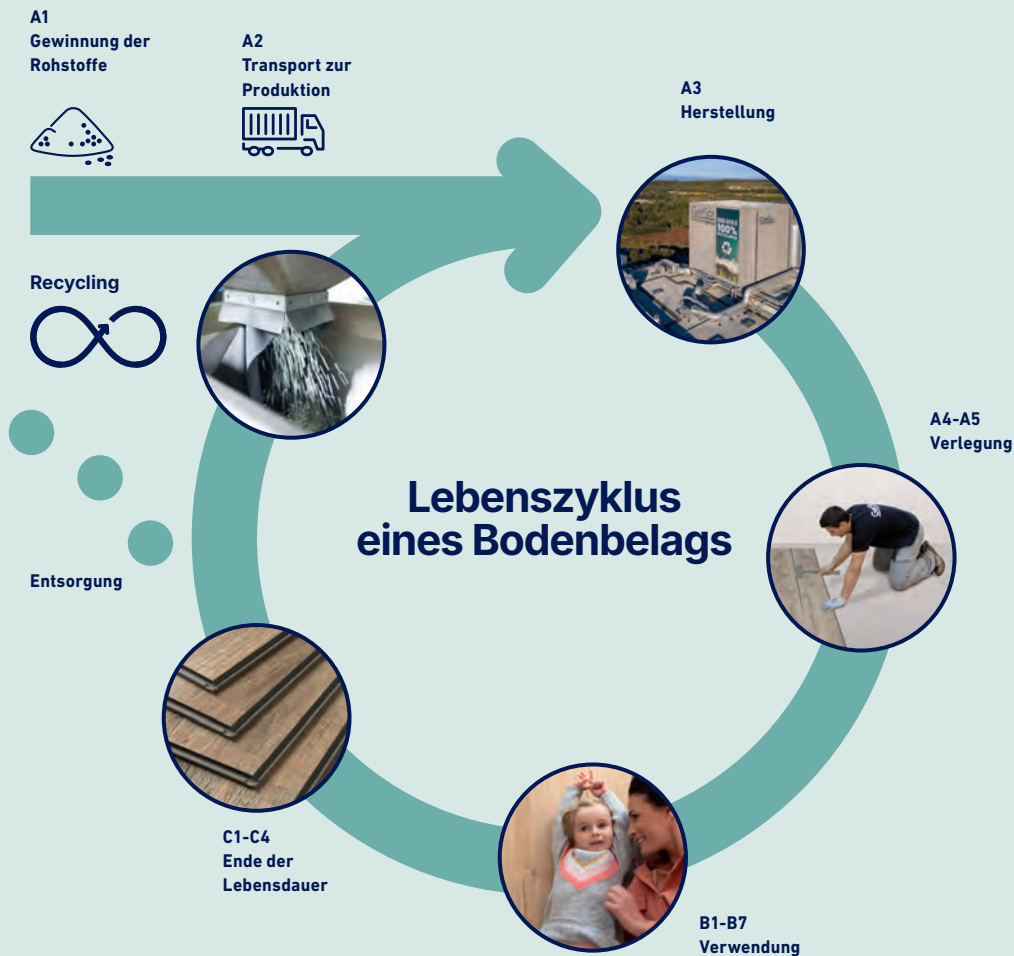 A1
Gewinnung der
Rohstoffe
A2
Transport zur
Produktion
A3
Herstellung
100%
Recycling
A4-A5
Verlegung
Lebenszyklus
eines Bodenbelags
Entsorgung
C1-C4
Ende der
Lebensdauer
B1-B7
Verwendung